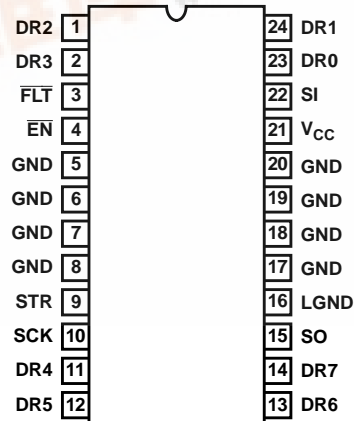 DR2 1 24 DR1
DR3 2 23 DR0
F̅L̅T̅ 3 22 SI
E̅N̅ 4 21 VCC
GND 5 20 GND
GND 6 19 GND
GND 7 18 GND
GND 8 17 GND
STR 9 16 LGND
SCK 10 15 SO
DR4 11 14 DR7
DR5 12 13 DR6